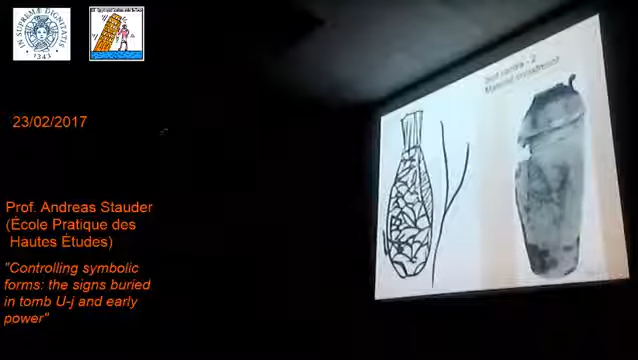 IN SUPREMÆ DIGNITATIS
· 1343 ·
23/02/2017
Prof. Andreas Stauder
(École Pratique des
Hautes Études)
"Controlling symbolic
forms: the signs buried
in tomb U-j and early
power"